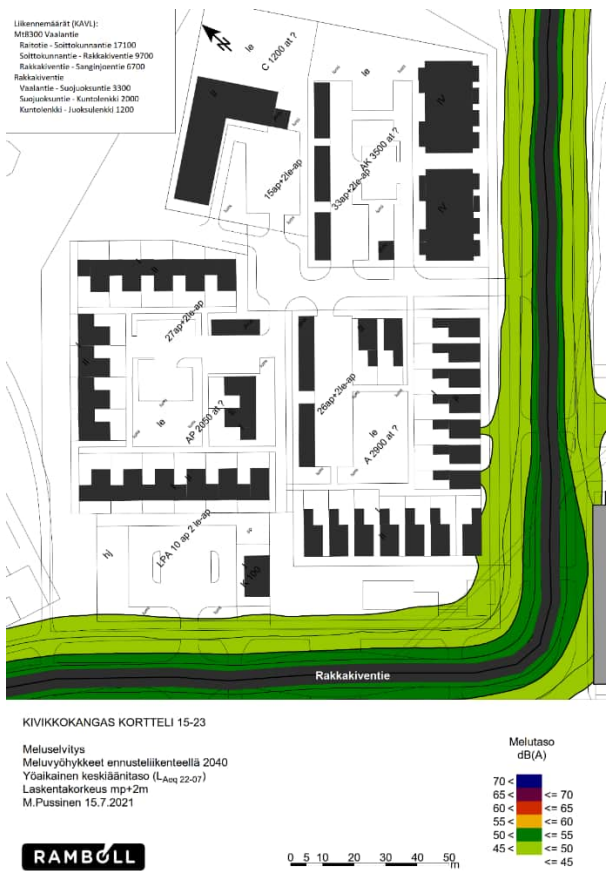 Liikennemäärät (KAVL):
Mt8300 Vaalantie
Raitotie - Soittokunnantie 17100
Soittokunnantie - Rakkakiventie 9700
Rakkakiventie - Sanginjoentie 6700
Rakkakiventie
Vaalantie - Suojuoksuntie 3300
Suojuoksuntie - Kuntolenkki 2000
Kuntolenkki - Juoksulenkki 1200
N
le
C 1200 at ?
le
II
IV
15ap+2le-ap
33ap+2le-ap
AK 3500 at ?
IV
27ap+2le-ap
26ap+2le-ap
le
AP 2050 at ?
le
A 2900 at ?
hj
LPA 10 ap 2 le-ap
K 100
Rakkakiventie
KIVIKKOKANGAS KORTTELI 15-23
Meluselvitys
Meluvyöhykkeet ennusteliikenteellä 2040
Yöaikainen keskiäänitaso (LAeq 22-07)
Laskentakorkeus mp+2m
M.Pussinen 15.7.2021
Melutaso
dB(A)
70 <
65 < <= 70
60 < <= 65
55 < <= 60
50 < <= 55
45 < <= 50
<= 45
RAMBOLL
0 5 10 20 30 40 50
m